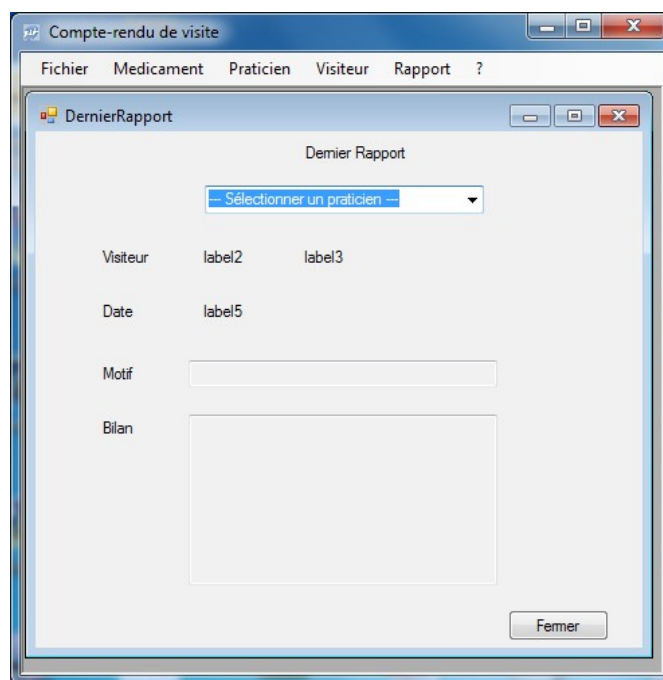 Compte-rendu de visite
Fichier Medicament Praticien Visiteur Rapport ?
DernierRapport
Dernier Rapport
--- Sélectionner un praticien ---
Visiteur label2 label3
Date label5
Motif
Bilan
Fermer